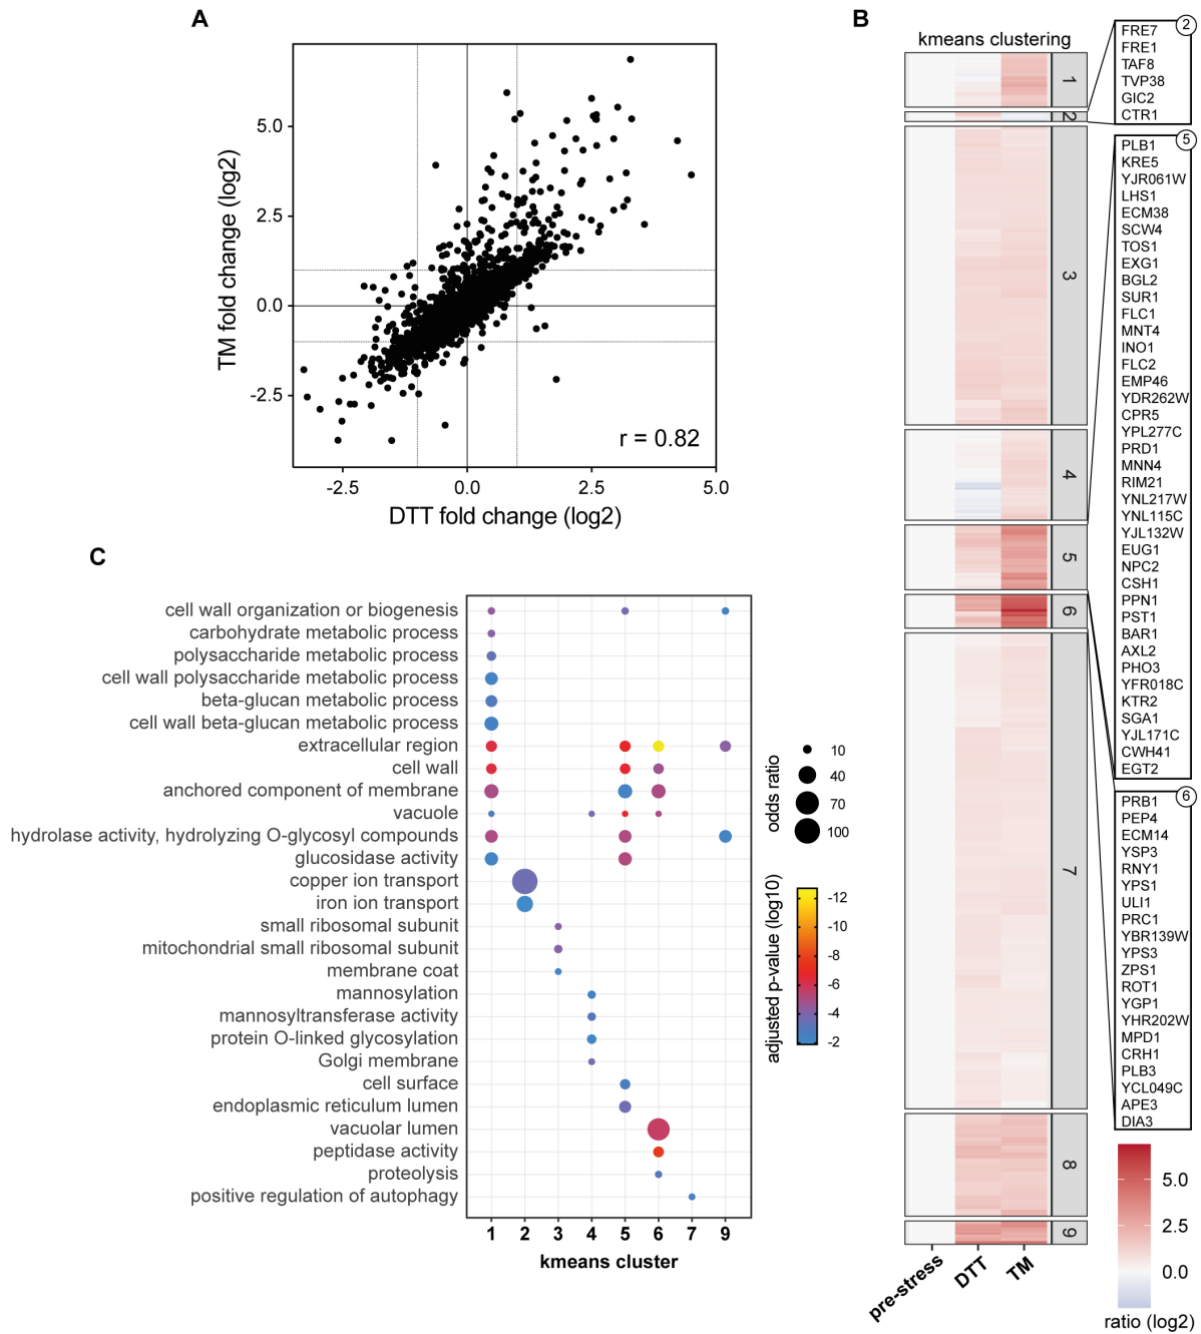 A
5.0
2.5
0.0
-2.5
TM fold change (log2)
r = 0.82
-2.5
0.0
2.5
5.0
DTT fold change (log2)
B
kmeans clustering
1
2
3
4
5
6
7
8
9
pre-stress
DTT
TM
2
FRE7
FRE1
TAF8
TVP38
GIC2
CTR1
5
PLB1
KRE5
YJR061W
LHS1
ECM38
SCW4
TOS1
EXG1
BGL2
SUR1
FLC1
MNT4
INO1
FLC2
EMP46
YDR262W
CPR5
YPL277C
PRD1
MNN4
RIM21
YNL217W
YNL115C
YJL132W
EUG1
NPC2
CSH1
PPN1
PST1
BAR1
AXL2
PHO3
YFR018C
KTR2
SGA1
YJL171C
CWH41
EGT2
6
PRB1
PEP4
ECM14
YSP3
RNY1
YPS1
ULI1
PRC1
YBR139W
YPS3
ZPS1
ROT1
YGP1
YHR202W
MPD1
CRH1
PLB3
YCL049C
APE3
DIA3
5.0
2.5
0.0
ratio (log2)
C
cell wall organization or biogenesis
carbohydrate metabolic process
polysaccharide metabolic process
cell wall polysaccharide metabolic process
beta-glucan metabolic process
cell wall beta-glucan metabolic process
extracellular region
cell wall
anchored component of membrane
vacuole
hydrolase activity, hydrolyzing O-glycosyl compounds
glucosidase activity
copper ion transport
iron ion transport
small ribosomal subunit
mitochondrial small ribosomal subunit
membrane coat
mannosylation
mannosyltransferase activity
protein O-linked glycosylation
Golgi membrane
cell surface
endoplasmic reticulum lumen
vacuolar lumen
peptidase activity
proteolysis
positive regulation of autophagy
1 2 3 4 5 6 7 9
kmeans cluster
odds ratio
10
40
70
100
adjusted p-value (log10)
-12
-10
-8
-6
-4
-2